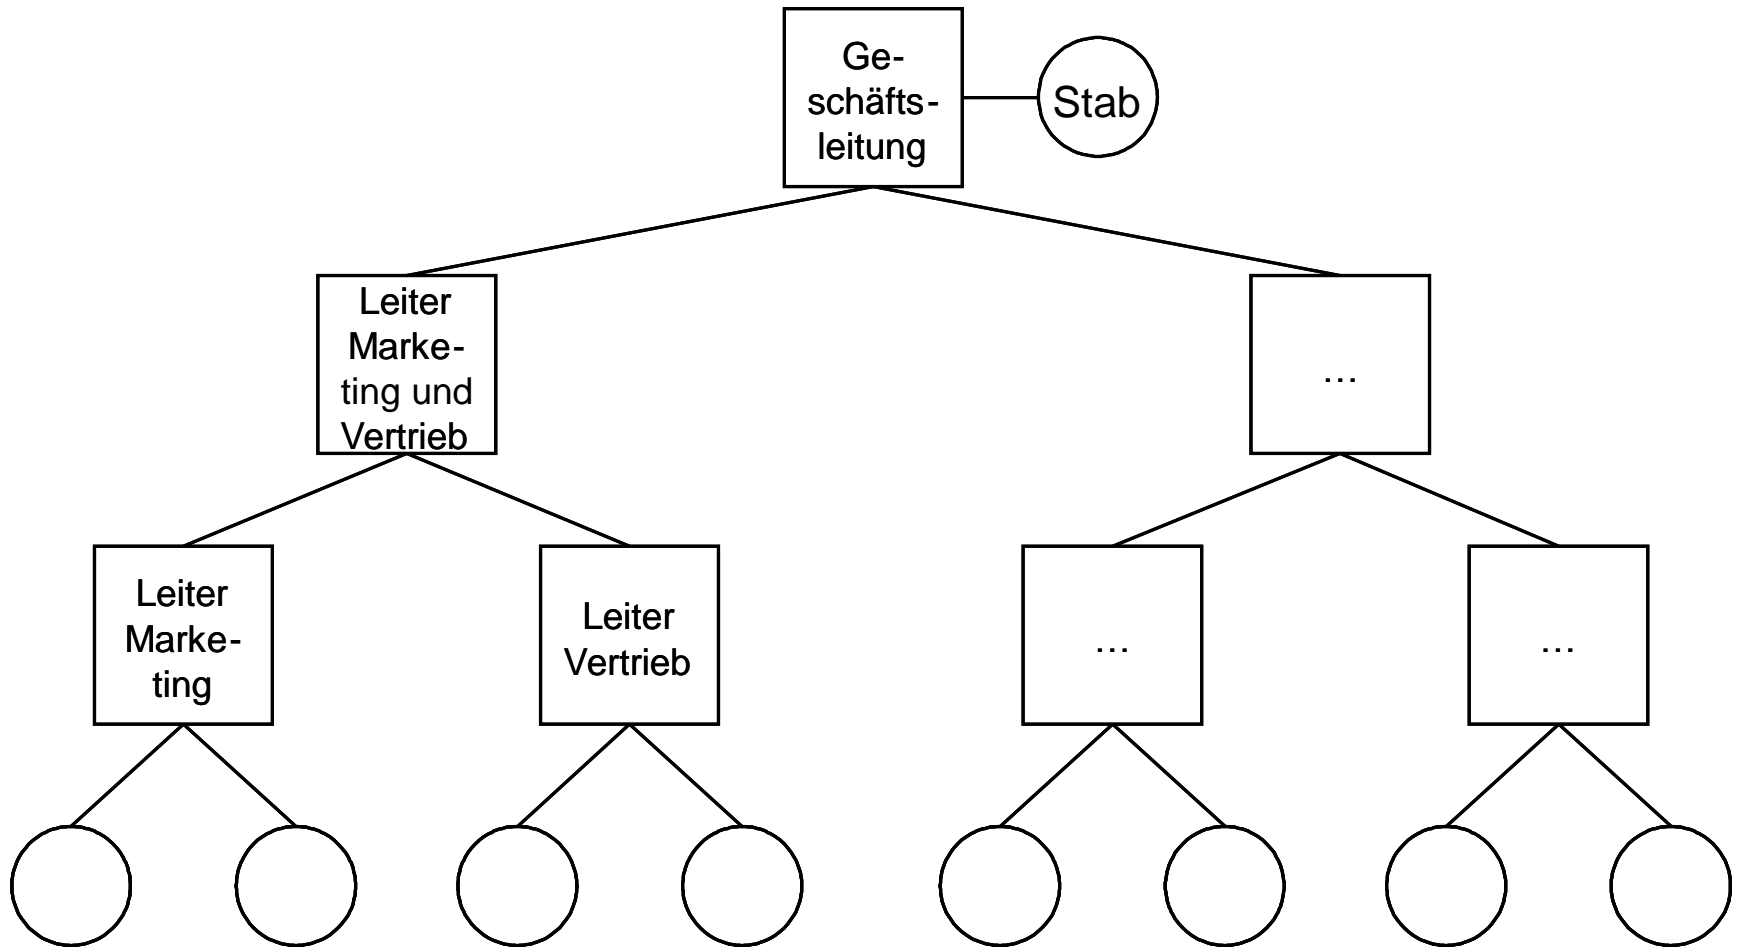 Ge-
schäfts-
leitung
Stab
Leiter
Marke-
ting und
Vertrieb
...
Leiter
Marke-
ting
Leiter
Vertrieb
...
...